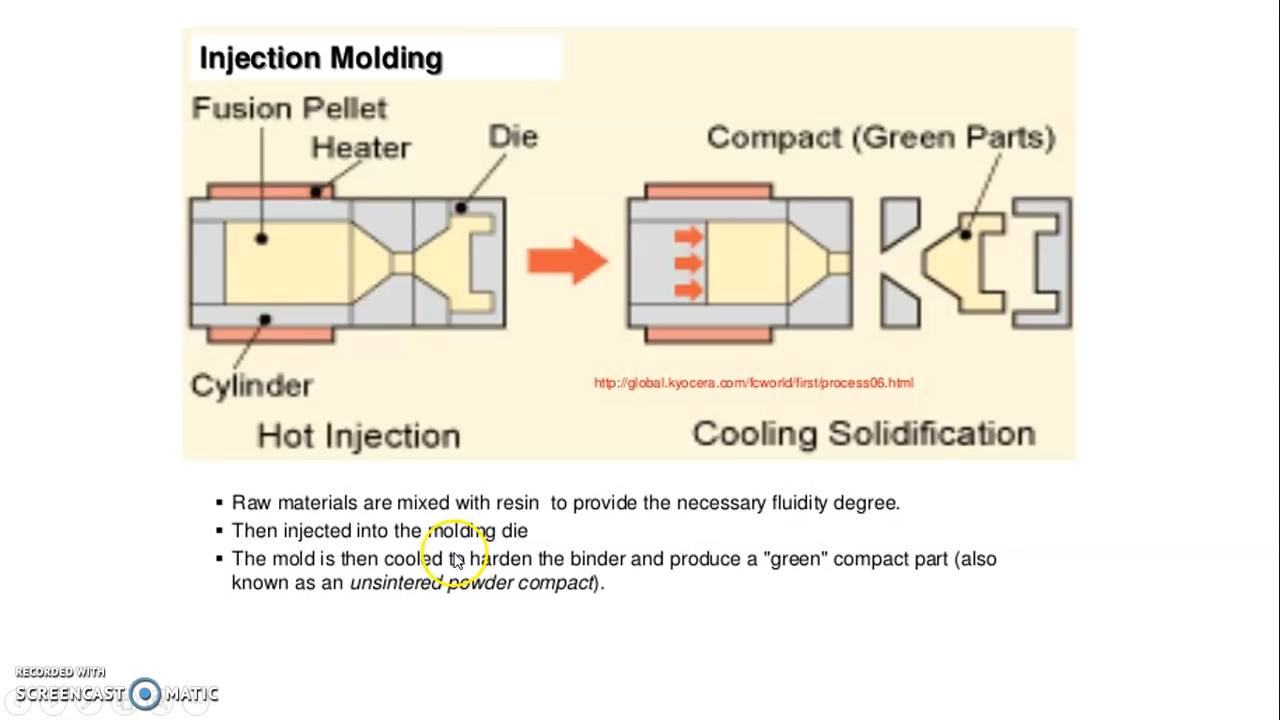 Injection Molding
Fusion Pellet
Heater
Die
Compact (Green Parts)
Cylinder
http://global.kyocera.com/fcworld/first/process06.html
Hot Injection
Cooling Solidification
▪ Raw materials are mixed with resin  to provide the necessary fluidity degree.
▪ Then injected into the molding die
▪ The mold is then cooled to harden the binder and produce a "green" compact part (also
known as an unsintered powder compact).
RECORDED WITH
SCREENCAST MATIC